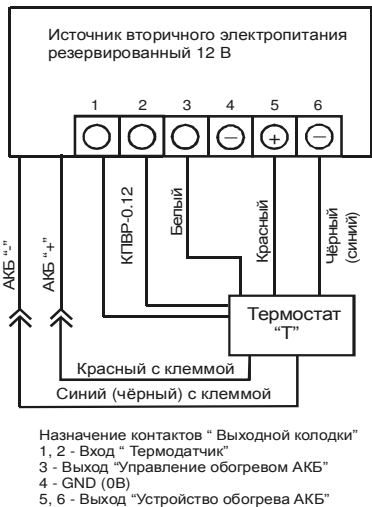 Источник вторичного электропитания
резервированный 12 В
1 2 3 4 5 6
АКБ “-”
АКБ “+”
КПВР-0.12
Белый
Красный
Чёрный
(синий)
Термостат
“Т”
Красный с клеммой
Синий (чёрный) с клеммой
Назначение контактов “ Выходной колодки”
1, 2 - Вход “ Термодатчик”
3 - Выход “Управление обогревом АКБ”
4 - GND (0В)
5, 6 - Выход “Устройство обогрева АКБ”